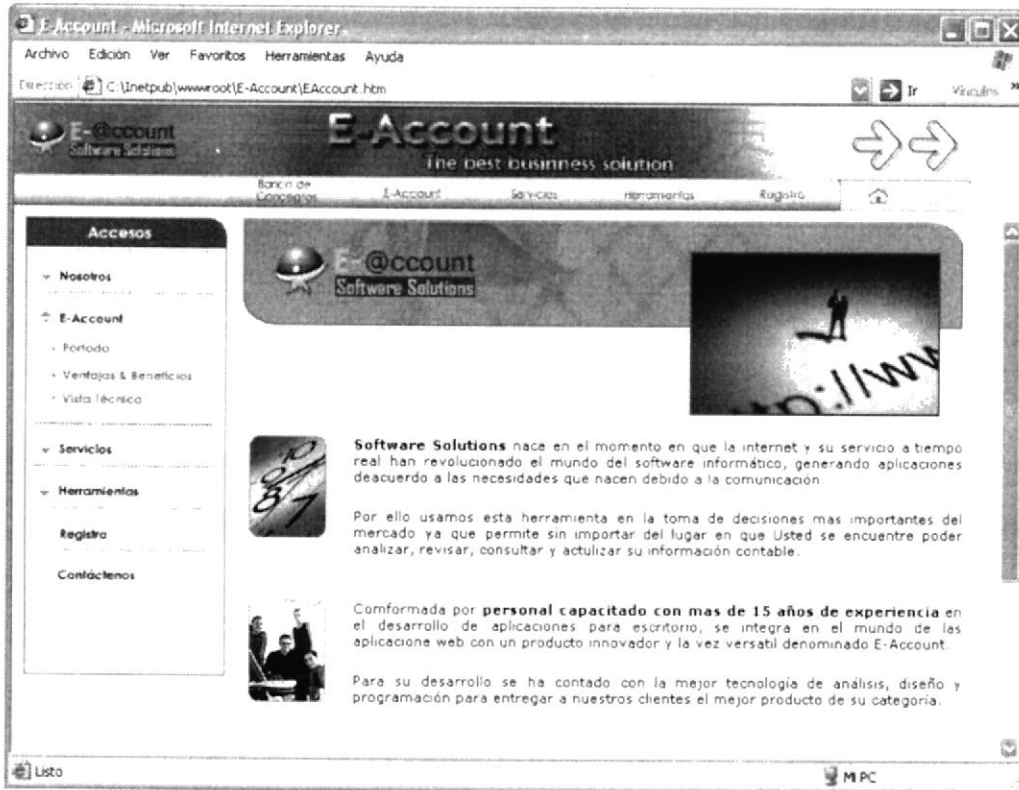 E-Account - Microsoft Internet Explorer
Archivo Edición Ver Favoritos Herramientas Ayuda
Dirección C:\Inetpub\wwwroot\E-Account\EAccount.htm Ir Vínculos »
E-@ccount
Software Solutions
E-Account
The best businness solution
Banco de
Conceptos
E-Account
Servicios
Herramientas
Registro
Accesos
Nosotros
E-Account
Portada
Ventajas & Beneficios
Vista Técnica
Servicios
Herramientas
Registro
Contáctenos
E-@ccount
Software Solutions
tp://ww
10
9
8
7
Software Solutions nace en el momento en que la internet y su servicio a tiempo
real han revolucionado el mundo del software informático, generando aplicaciones
deacuerdo a las necesidades que nacen debido a la comunicación
Por ello usamos esta herramienta en la toma de decisiones mas importantes del
mercado ya que permite sin importar del lugar en que Usted se encuentre poder
analizar, revisar, consultar y actulizar su información contable.
Comformada por personal capacitado con mas de 15 años de experiencia en
el desarrollo de aplicaciones para escritorio, se integra en el mundo de las
aplicacione web con un producto innovador y la vez versatil denominado E-Account.
Para su desarrollo se ha contado con la mejor tecnología de análisis, diseño y
programación para entregar a nuestros clientes el mejor producto de su categoría.
Listo
Mi PC